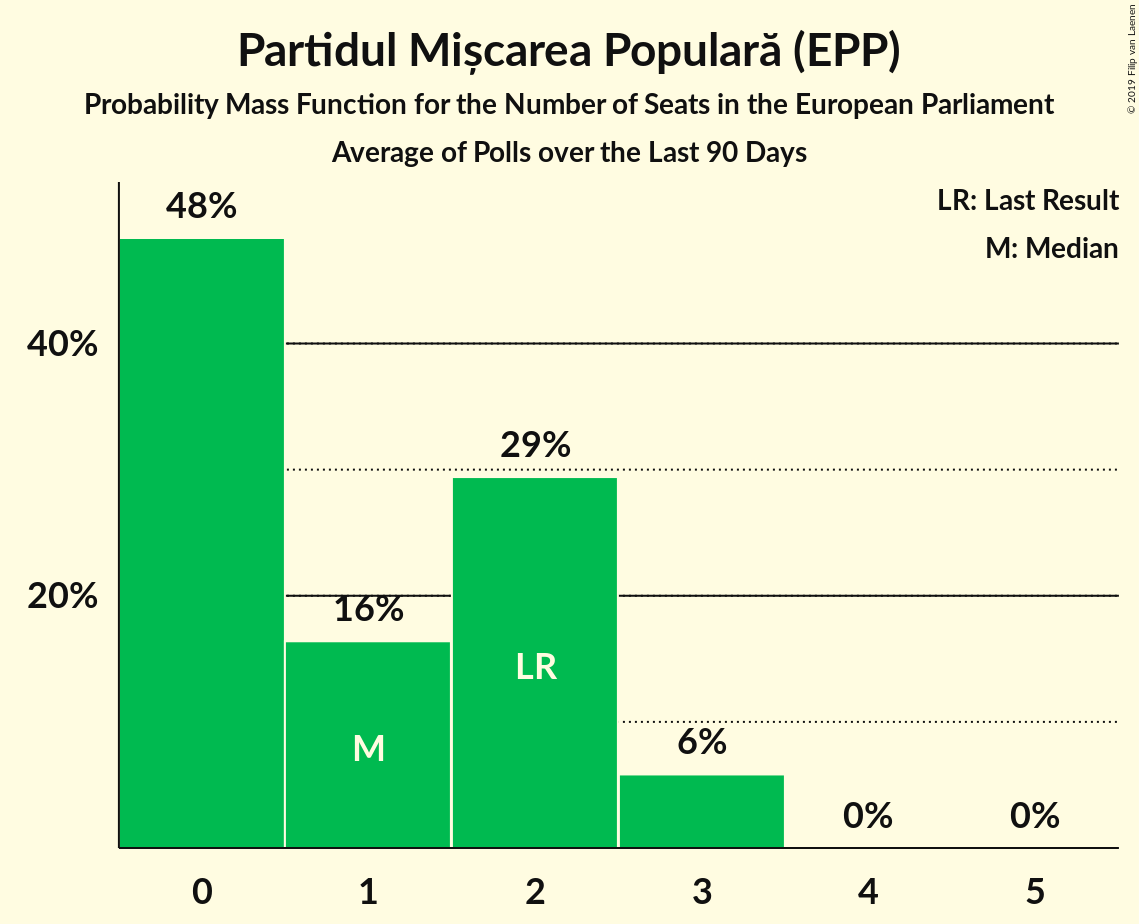 Partidul Mișcarea Populară (EPP)
Probability Mass Function for the Number of Seats in the European Parliament
Average of Polls over the Last 90 Days
© 2019 Filip van Laenen
LR: Last Result
M: Median
48%
40%
29%
20%
16%
LR
M
6%
0%
0%
0
1
2
3
4
5